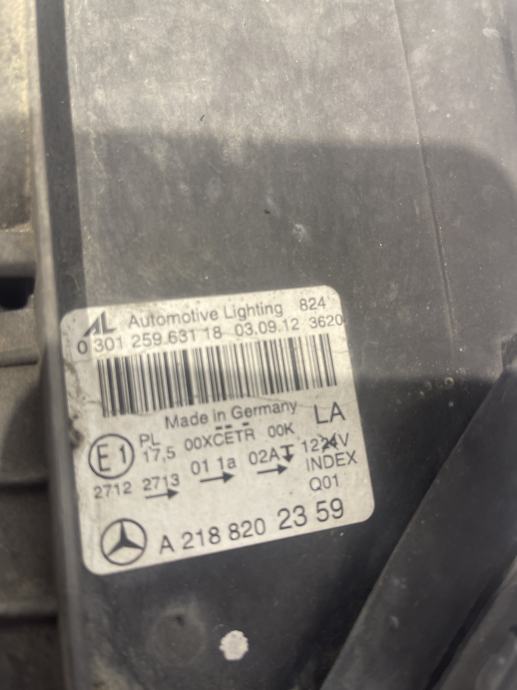 AL Automotive Lighting 824
0 301 259 631 18 03.09.12 3620
Made in Germany LA
E1 PL 17,5 00XCETR 00K
2712 2713 01 1a 02A 12
INDEX
Q01
A 218 820 23 59